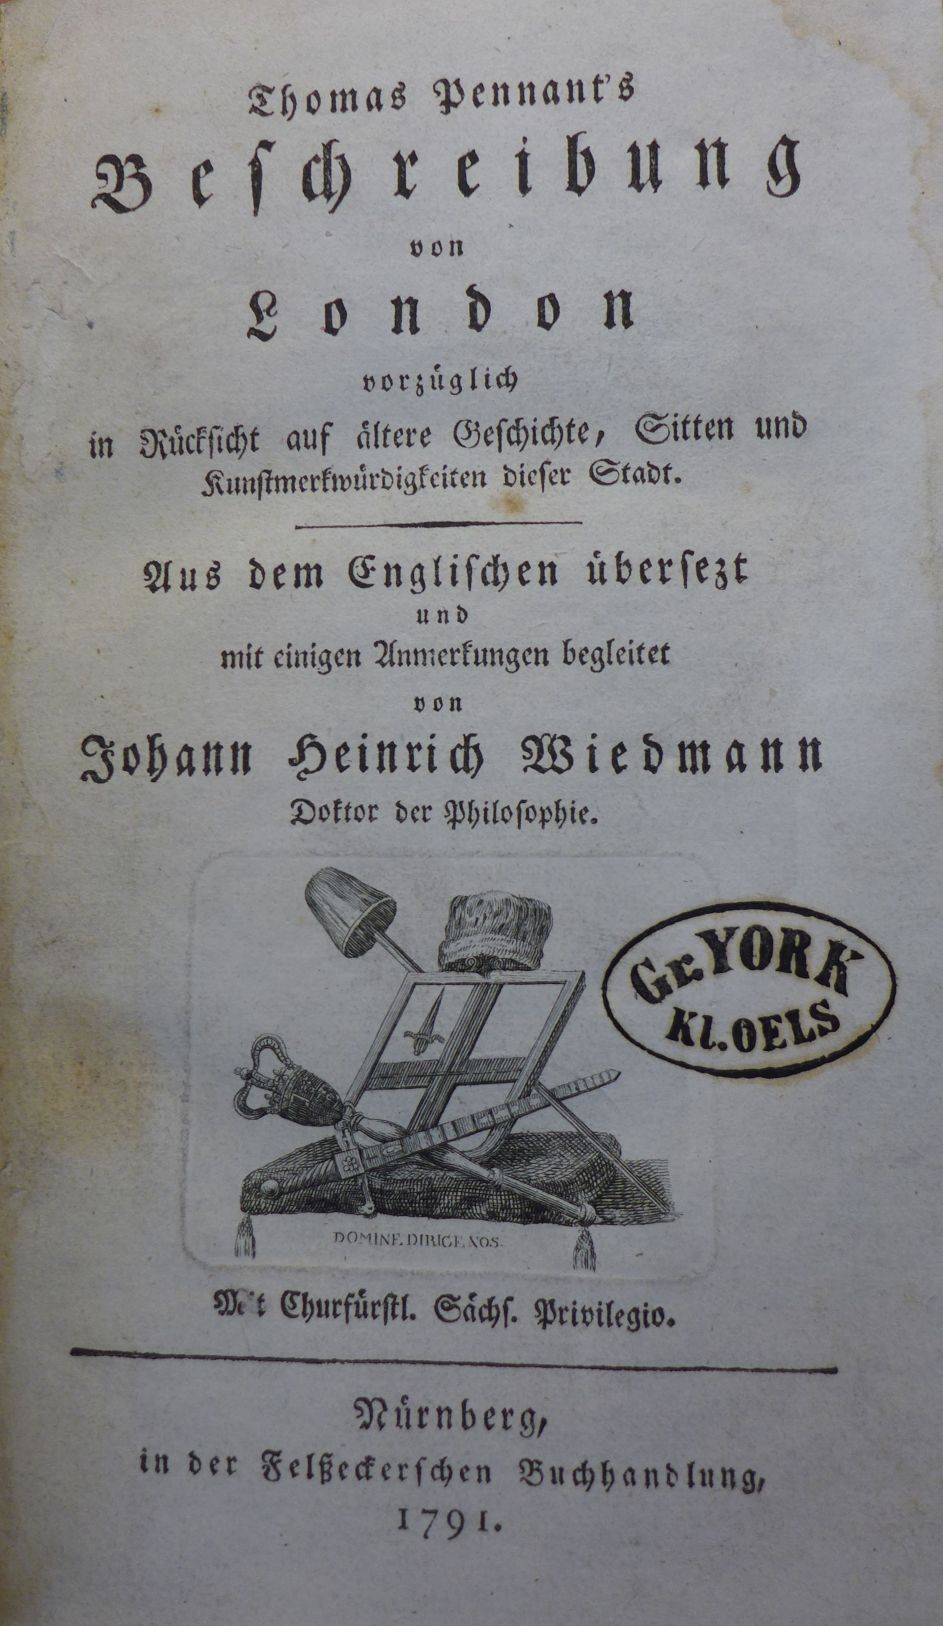 Thomas Pennant's
Beſchreibung
von
London
vorzüglich
in Rückſicht auf ältere Geſchichte, Sitten und
Kunſtmerkwürdigkeiten dieſer Stadt.
Aus dem Engliſchen überſezt
und
mit einigen Anmerkungen begleitet
von
Johann Heinrich Wiedmann
Doktor der Philoſophie.
Gr. YORK
Kl. OELS
DOMINE DIRIGE NOS.
Mit Churfürſtl. Sächſ. Privilegio.
Nürnberg,
in der Felßeckerſchen Buchhandlung,
1791.